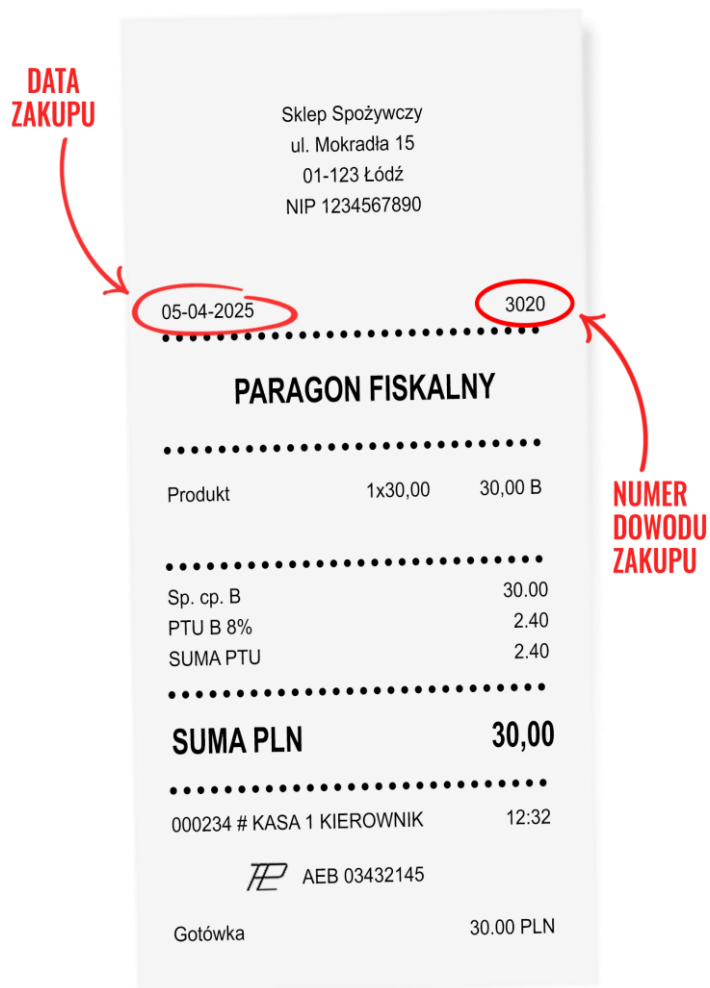 DATA
ZAKUPU
Sklep Spożywczy
ul. Mokradła 15
01-123 Łódź
NIP 1234567890
05-04-2025 3020
PARAGON FISKALNY
Produkt 1x30,00 30,00 B
NUMER
DOWODU
ZAKUPU
Sp. cp. B 30.00
PTU B 8% 2.40
SUMA PTU 2.40
SUMA PLN 30,00
000234 # KASA 1 KIEROWNIK 12:32
AEB 03432145
Gotówka 30.00 PLN